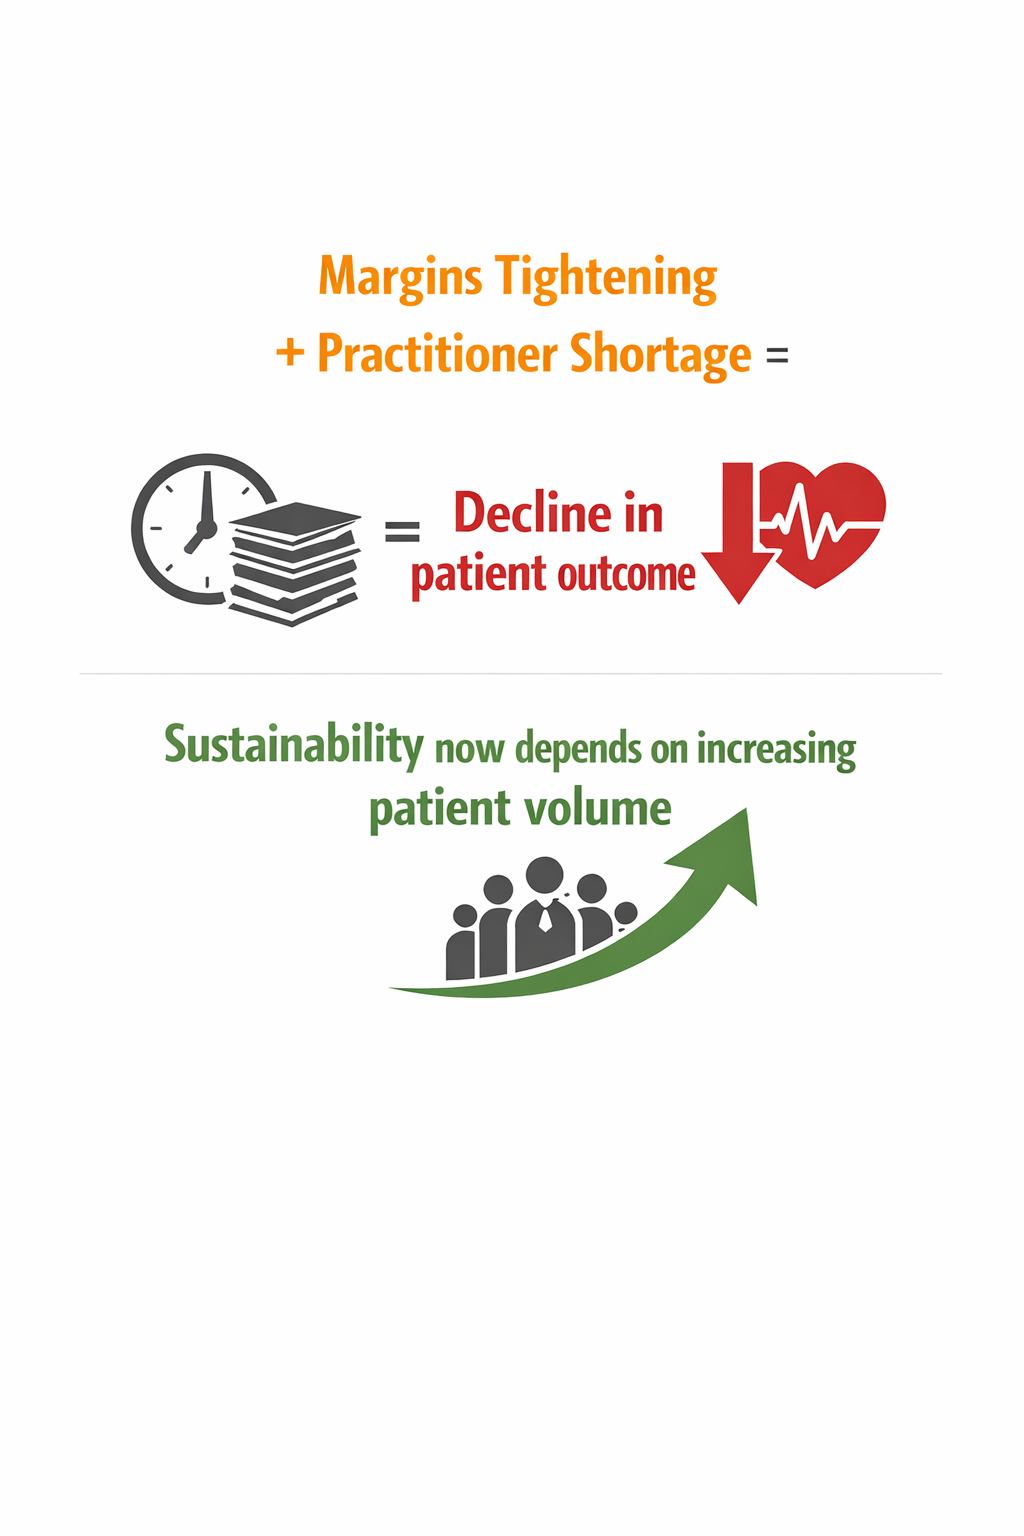 Margins Tightening
+ Practitioner Shortage =
= Decline in
patient outcome
Sustainability now depends on increasing
patient volume